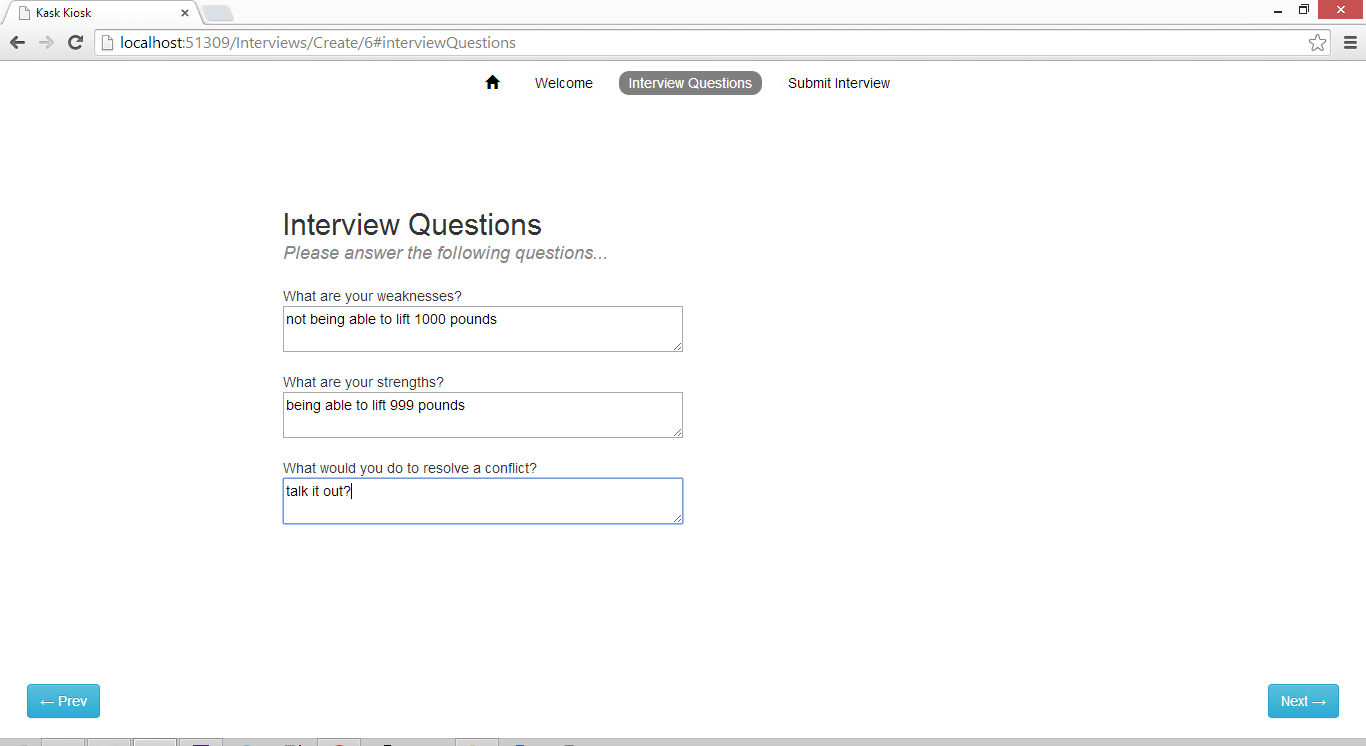 Kask Kiosk
localhost:51309/Interviews/Create/6#interviewQuestions
Welcome Interview Questions Submit Interview
Interview Questions
Please answer the following questions...
What are your weaknesses?
not being able to lift 1000 pounds
What are your strengths?
being able to lift 999 pounds
What would you do to resolve a conflict?
talk it out?
← Prev Next →